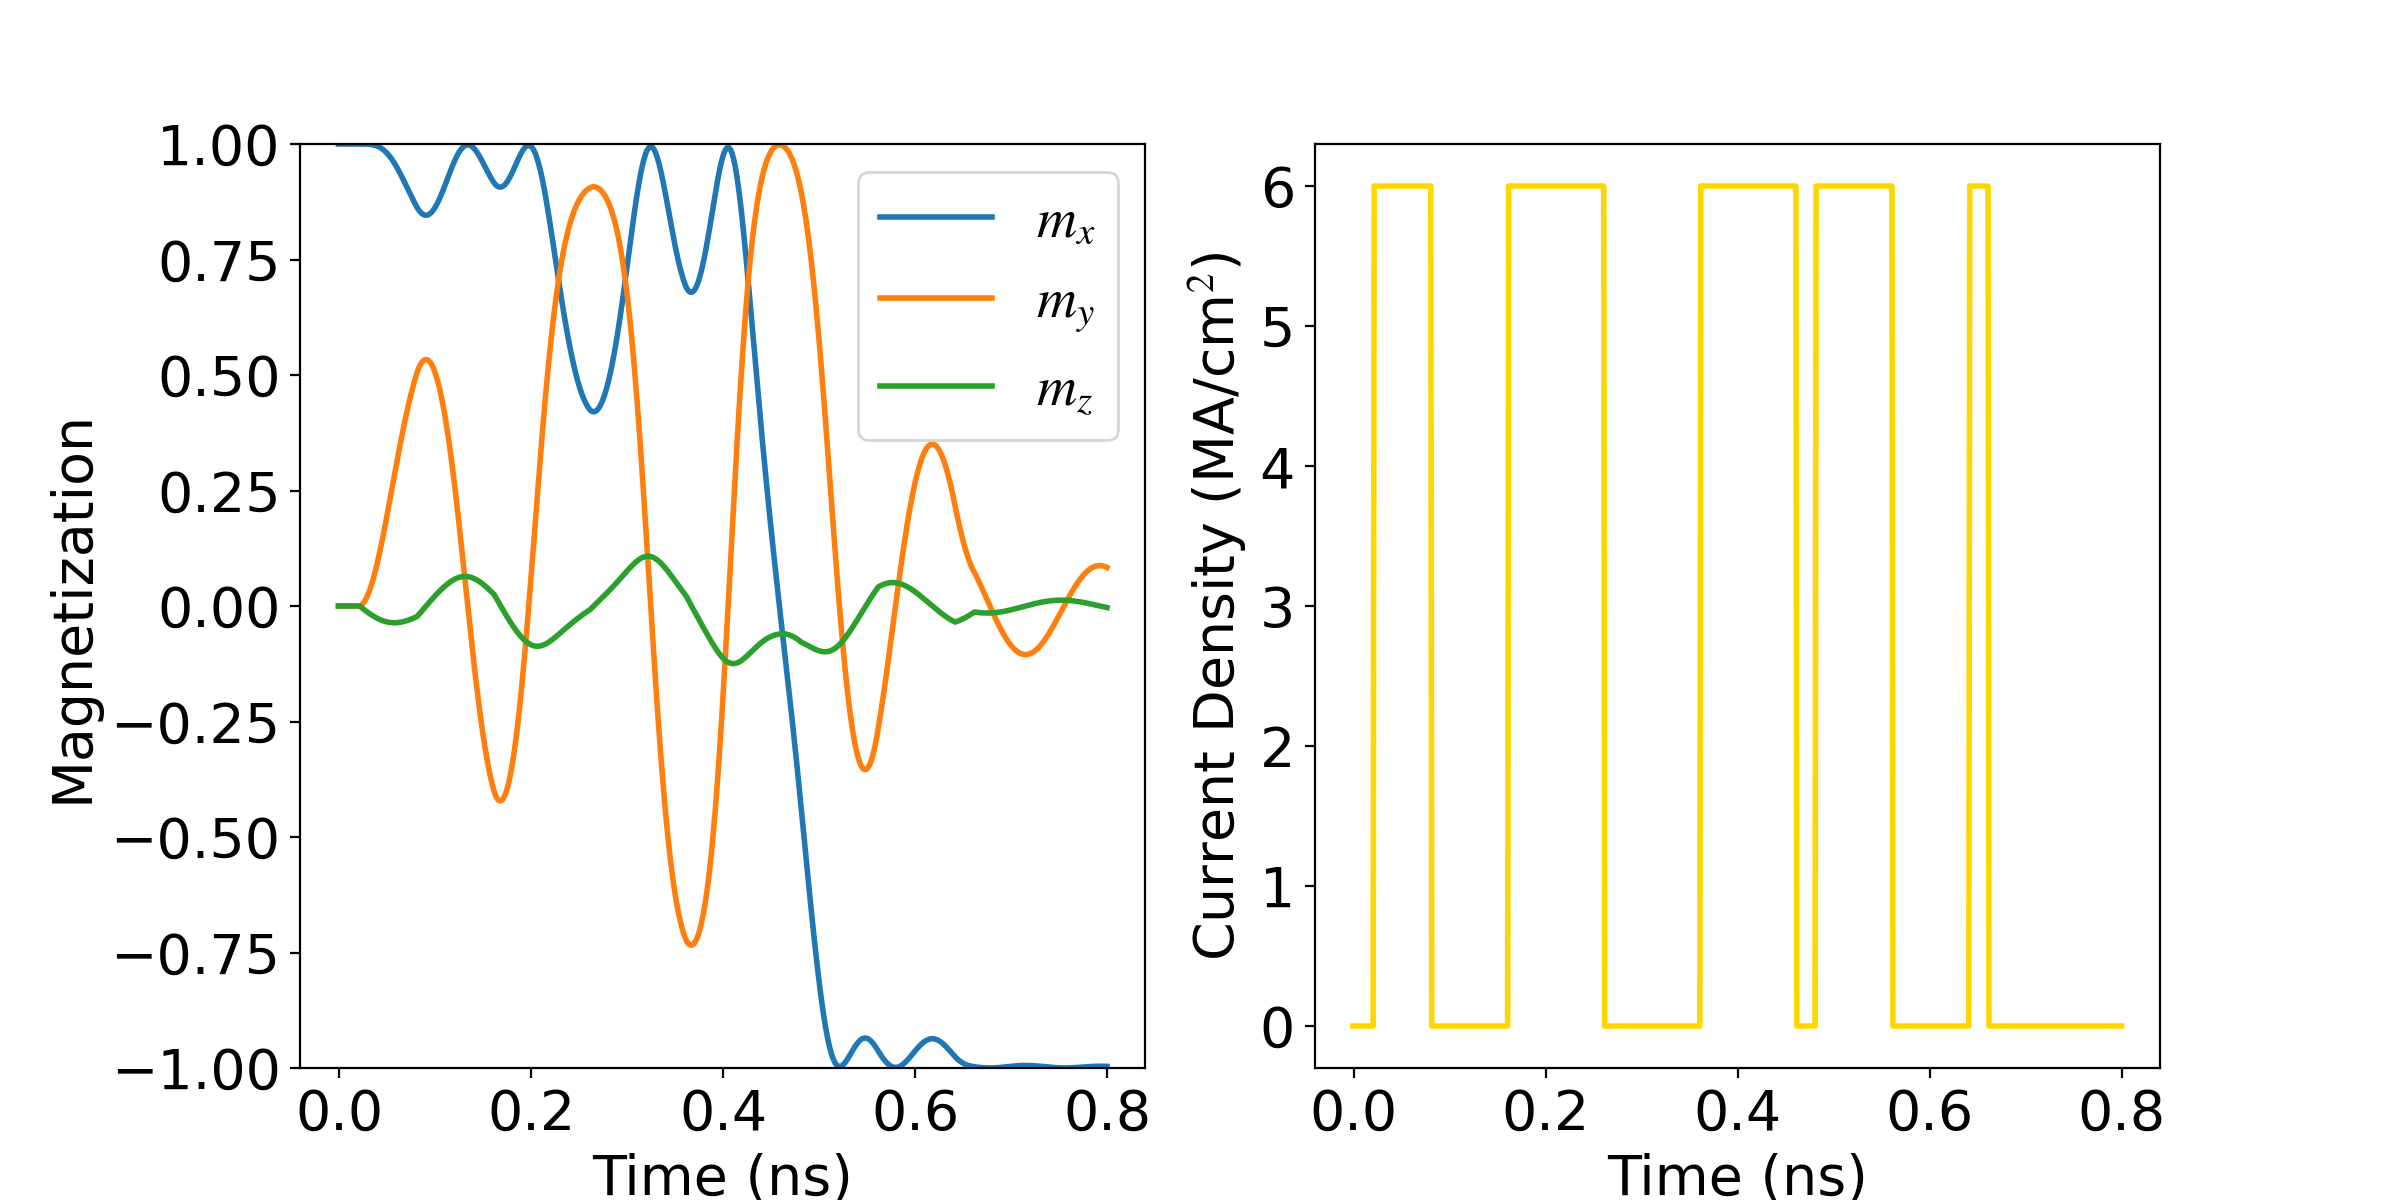 Magnetization
1.00
0.75
0.50
0.25
0.00
−0.25
−0.50
−0.75
−1.00
0.0 0.2 0.4 0.6 0.8
Time (ns)
m_x
m_y
m_z
Current Density (MA/cm²)
6
5
4
3
2
1
0
0.0 0.2 0.4 0.6 0.8
Time (ns)